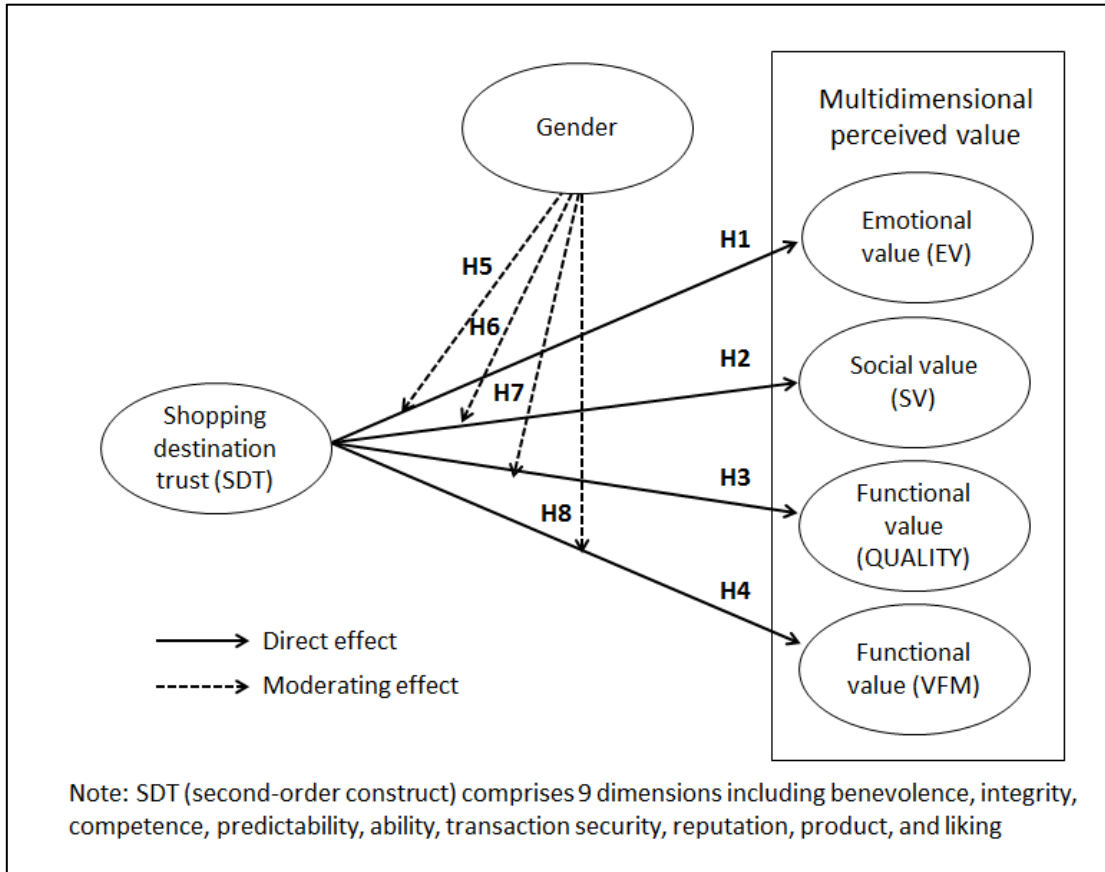 Gender
Multidimensional
perceived value
Emotional
value (EV)
H1
H5
H6
H2
Social value
(SV)
H7
Shopping
destination
trust (SDT)
H3
Functional
value
(QUALITY)
H8
H4
Direct effect
Moderating effect
Functional
value (VFM)
Note: SDT (second-order construct) comprises 9 dimensions including benevolence, integrity,
competence, predictability, ability, transaction security, reputation, product, and liking